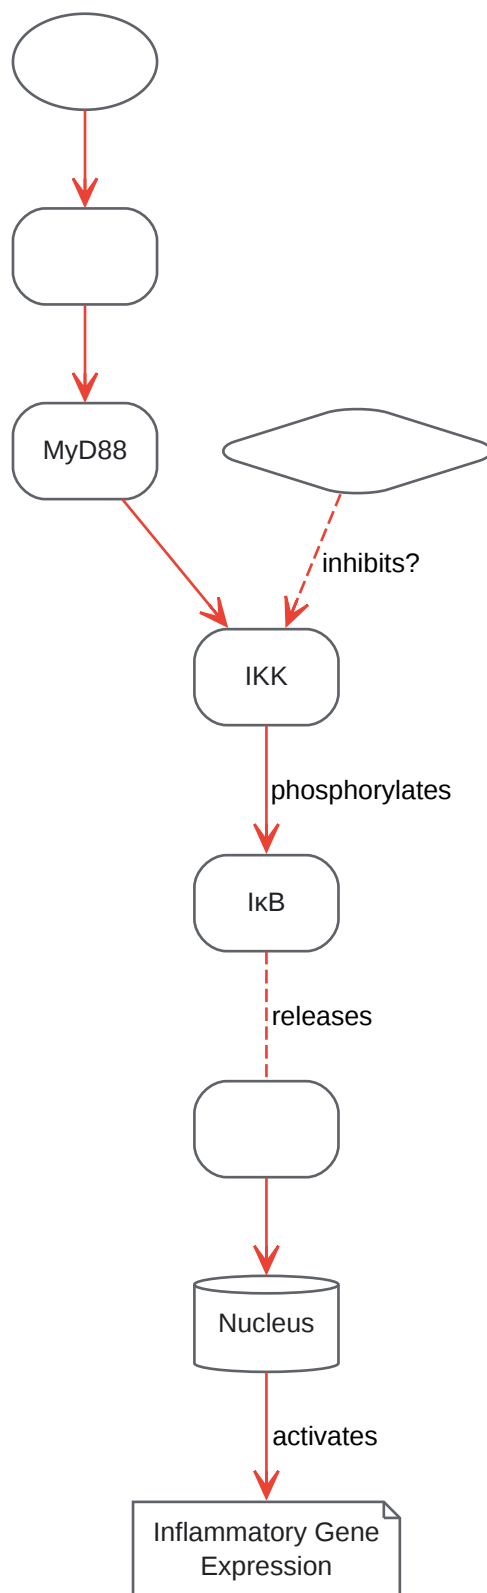 MyD88
inhibits?
IKK
phosphorylates
IκB
releases
Nucleus
activates
Inflammatory Gene
Expression